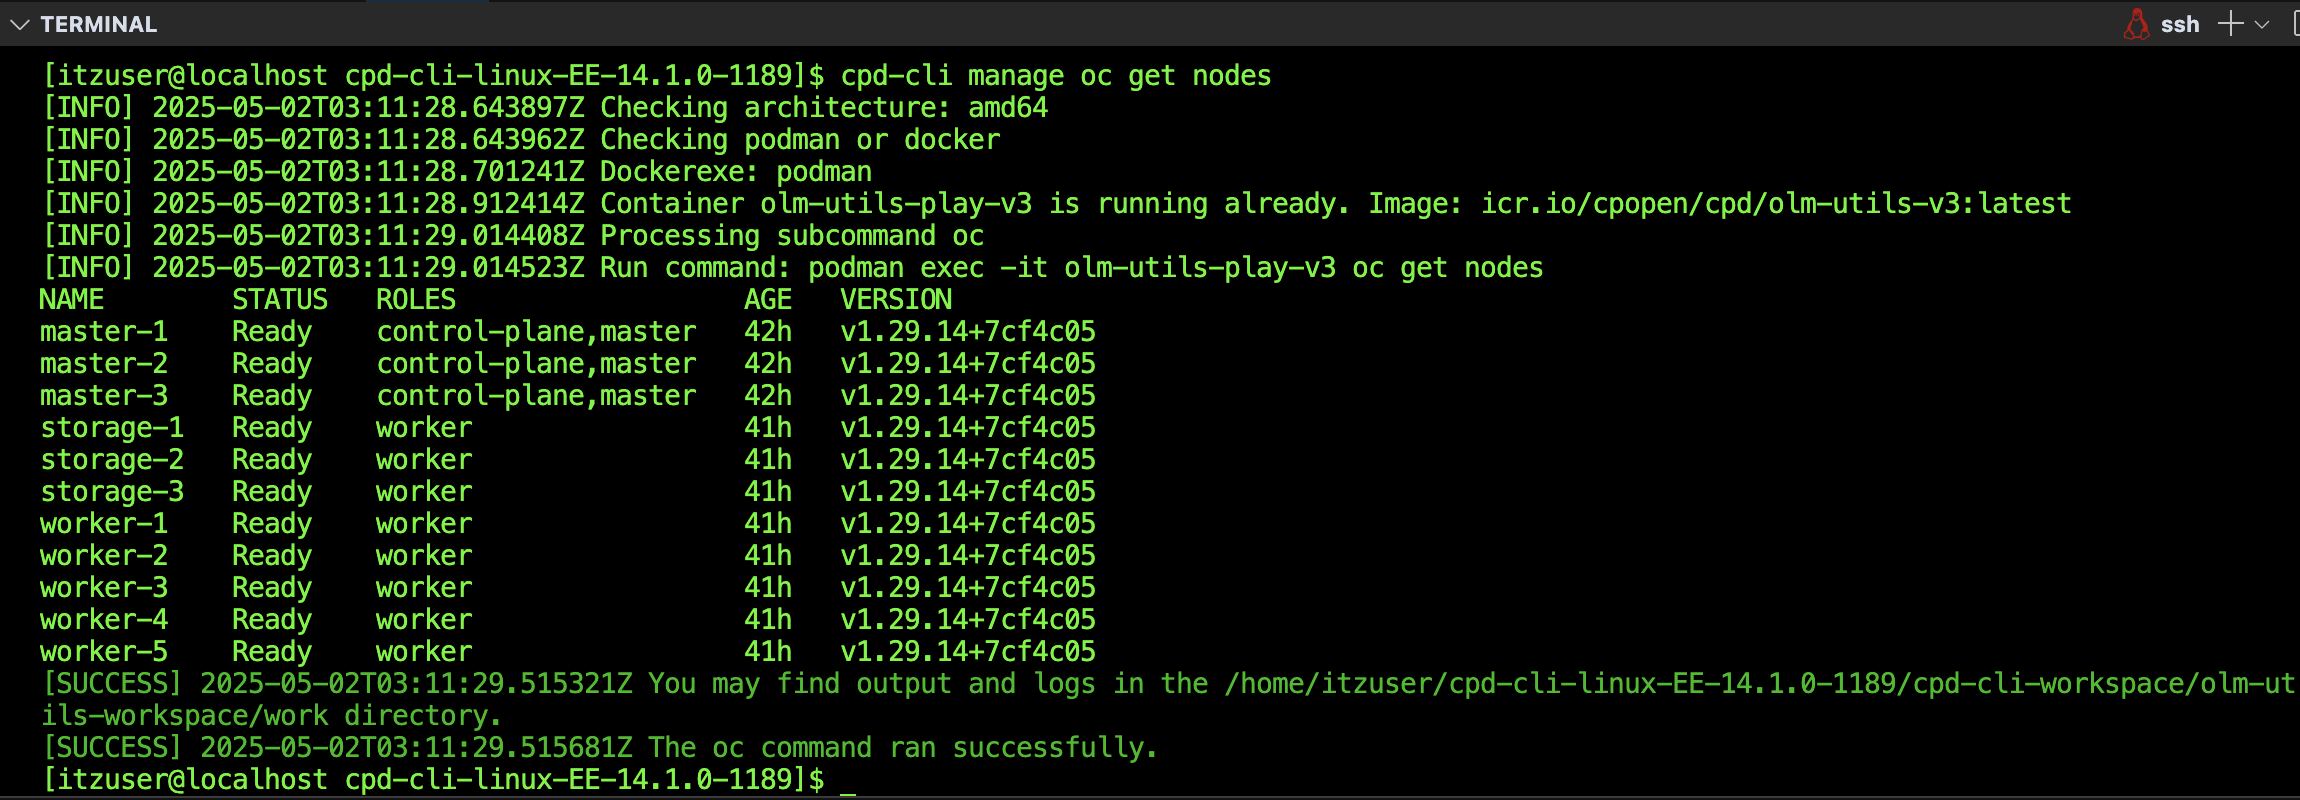 TERMINAL
ssh
[itzuser@localhost cpd-cli-linux-EE-14.1.0-1189]$ cpd-cli manage oc get nodes
[INFO] 2025-05-02T03:11:28.643897Z Checking architecture: amd64
[INFO] 2025-05-02T03:11:28.643962Z Checking podman or docker
[INFO] 2025-05-02T03:11:28.701241Z Dockerexe: podman
[INFO] 2025-05-02T03:11:28.912414Z Container olm-utils-play-v3 is running already. Image: icr.io/cpopen/cpd/olm-utils-v3:latest
[INFO] 2025-05-02T03:11:29.014408Z Processing subcommand oc
[INFO] 2025-05-02T03:11:29.014523Z Run command: podman exec -it olm-utils-play-v3 oc get nodes
NAME        STATUS   ROLES                  AGE   VERSION
master-1    Ready    control-plane,master   42h   v1.29.14+7cf4c05
master-2    Ready    control-plane,master   42h   v1.29.14+7cf4c05
master-3    Ready    control-plane,master   42h   v1.29.14+7cf4c05
storage-1   Ready    worker                 41h   v1.29.14+7cf4c05
storage-2   Ready    worker                 41h   v1.29.14+7cf4c05
storage-3   Ready    worker                 41h   v1.29.14+7cf4c05
worker-1    Ready    worker                 41h   v1.29.14+7cf4c05
worker-2    Ready    worker                 41h   v1.29.14+7cf4c05
worker-3    Ready    worker                 41h   v1.29.14+7cf4c05
worker-4    Ready    worker                 41h   v1.29.14+7cf4c05
worker-5    Ready    worker                 41h   v1.29.14+7cf4c05
[SUCCESS] 2025-05-02T03:11:29.515321Z You may find output and logs in the /home/itzuser/cpd-cli-linux-EE-14.1.0-1189/cpd-cli-workspace/olm-ut
ils-workspace/work directory.
[SUCCESS] 2025-05-02T03:11:29.515681Z The oc command ran successfully.
[itzuser@localhost cpd-cli-linux-EE-14.1.0-1189]$ _